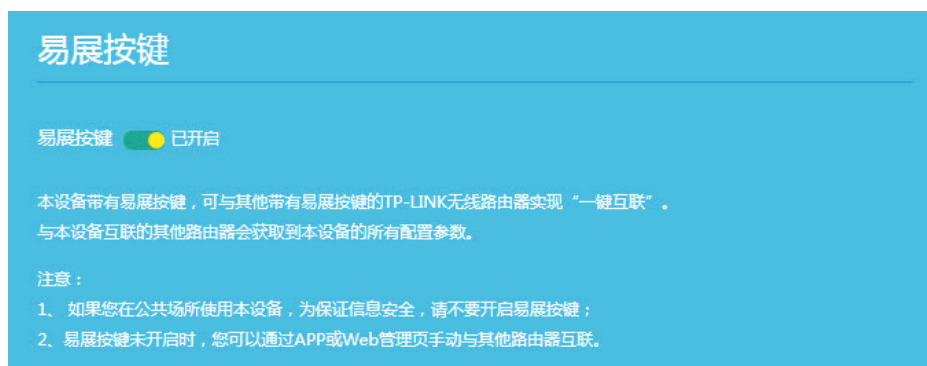 易展按键
易展按键 已开启
本设备带有易展按键，可与其他带有易展按键的TP-LINK无线路由器实现“一键互联”。
与本设备互联的其他路由器会获取到本设备的所有配置参数。
注意：
1、 如果您在公共场所使用本设备，为保证信息安全，请不要开启易展按键；
2、易展按键未开启时，您可以通过APP或Web管理页手动与其他路由器互联。